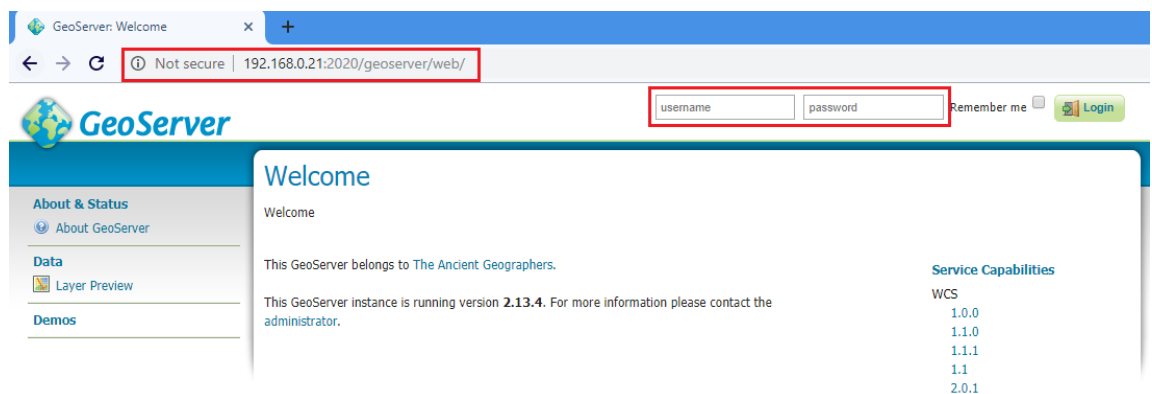 GeoServer: Welcome
Not secure | 192.168.0.21:2020/geoserver/web/
GeoServer
username
password
Remember me
Login
Welcome
About & Status
About GeoServer
Data
Layer Preview
Demos
Welcome
This GeoServer belongs to The Ancient Geographers.
This GeoServer instance is running version 2.13.4. For more information please contact the
administrator.
Service Capabilities
WCS
1.0.0
1.1.0
1.1.1
1.1
2.0.1